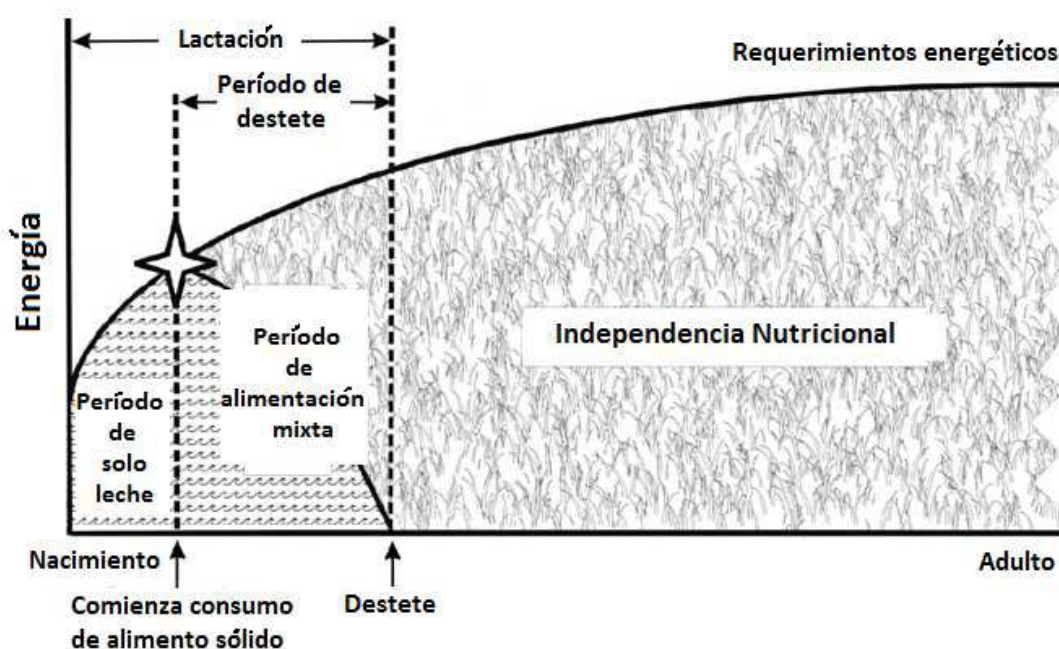 Lactación
Período de
destete
Requerimientos energéticos
Energía
Período
de
alimentación
mixta
Independencia Nutricional
Período
de
solo
leche
Nacimiento
Adulto
Comienza consumo
de alimento sólido
Destete